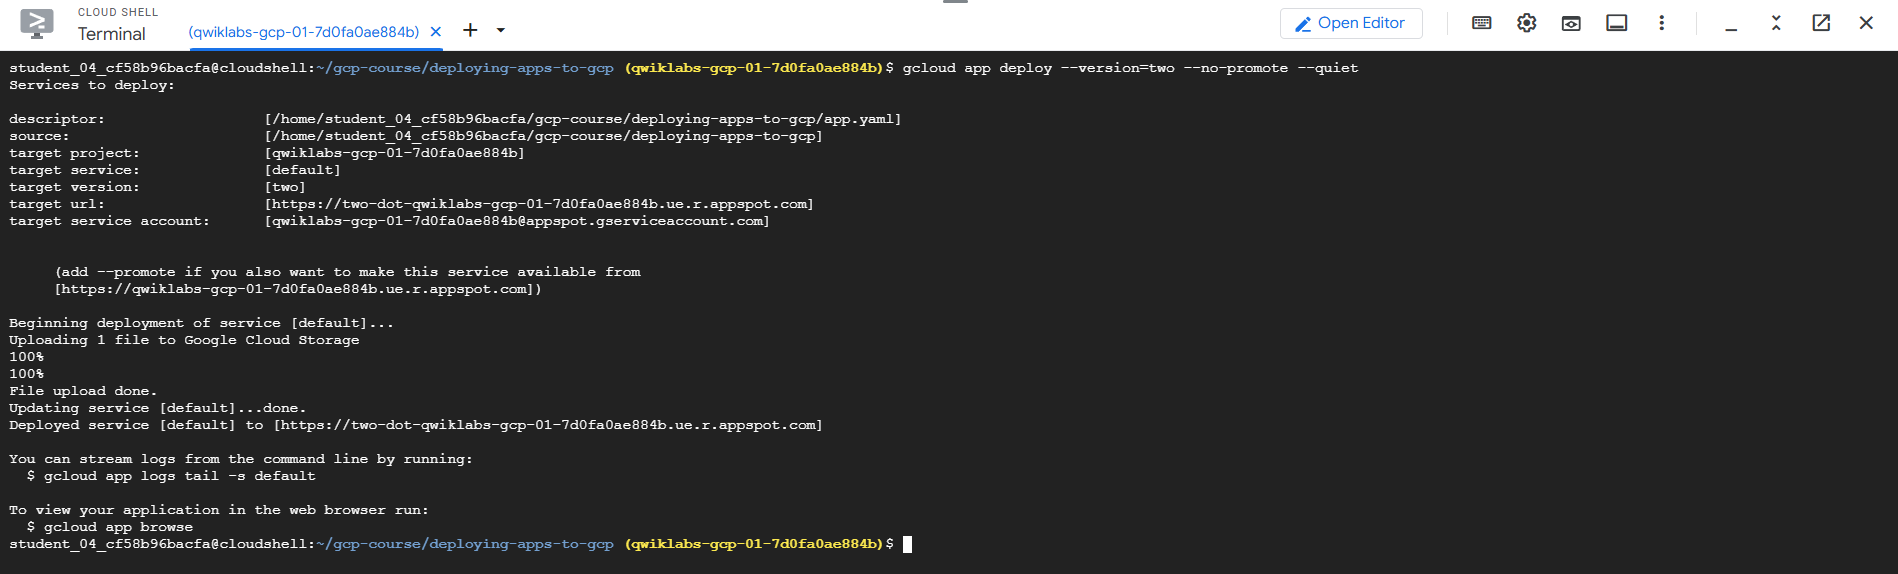 CLOUD SHELL
Terminal
(qwiklabs-gcp-01-7d0fa0ae884b)
Open Editor
student_04_cf58b96bacfa@cloudshell:~/gcp-course/deploying-apps-to-gcp (qwiklabs-gcp-01-7d0fa0ae884b)$ gcloud app deploy --version=two --no-promote --quiet
Services to deploy:
descriptor: [/home/student_04_cf58b96bacfa/gcp-course/deploying-apps-to-gcp/app.yaml]
source: [/home/student_04_cf58b96bacfa/gcp-course/deploying-apps-to-gcp]
target project: [qwiklabs-gcp-01-7d0fa0ae884b]
target service: [default]
target version: [two]
target url: [https://two-dot-qwiklabs-gcp-01-7d0fa0ae884b.ue.r.appspot.com]
target service account: [qwiklabs-gcp-01-7d0fa0ae884b@appspot.gserviceaccount.com]
(add --promote if you also want to make this service available from
[https://qwiklabs-gcp-01-7d0fa0ae884b.ue.r.appspot.com])
Beginning deployment of service [default]...
Uploading 1 file to Google Cloud Storage
100%
100%
File upload done.
Updating service [default]...done.
Deployed service [default] to [https://two-dot-qwiklabs-gcp-01-7d0fa0ae884b.ue.r.appspot.com]
You can stream logs from the command line by running:
$ gcloud app logs tail -s default
To view your application in the web browser run:
$ gcloud app browse
student_04_cf58b96bacfa@cloudshell:~/gcp-course/deploying-apps-to-gcp (qwiklabs-gcp-01-7d0fa0ae884b)$